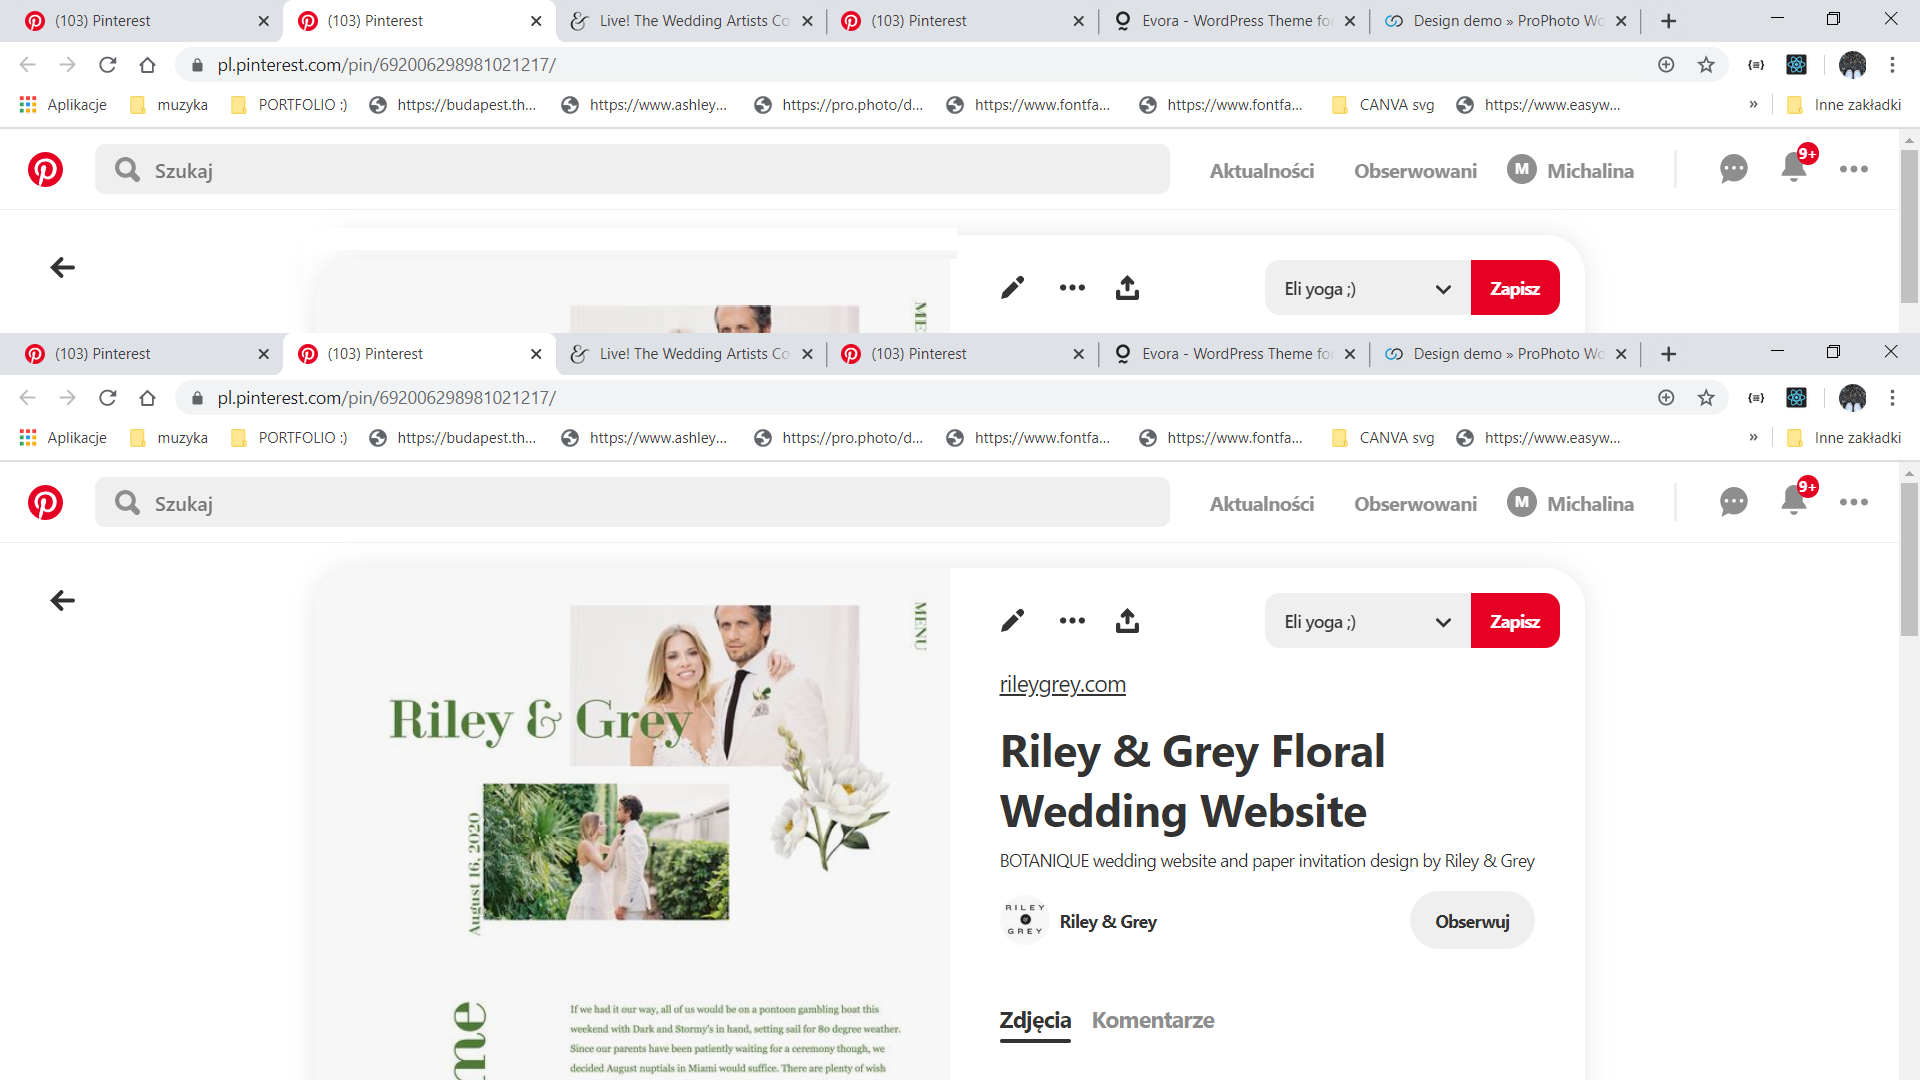 (103) Pinterest
(103) Pinterest
Live! The Wedding Artists Co
(103) Pinterest
Evora - WordPress Theme fo
Design demo » ProPhoto Wo
pl.pinterest.com/pin/692006298981021217/
Aplikacje
muzyka
PORTFOLIO :)
https://budapest.th...
https://www.ashley...
https://pro.photo/d...
https://www.fontfa...
https://www.fontfa...
CANVA svg
https://www.easyw...
»
Inne zakładki
Szukaj
Aktualności
Obserwowani
M
Michalina
9+
Eli yoga ;)
Zapisz
ME
(103) Pinterest
(103) Pinterest
Live! The Wedding Artists Co
(103) Pinterest
Evora - WordPress Theme fo
Design demo » ProPhoto Wo
pl.pinterest.com/pin/692006298981021217/
Aplikacje
muzyka
PORTFOLIO :)
https://budapest.th...
https://www.ashley...
https://pro.photo/d...
https://www.fontfa...
https://www.fontfa...
CANVA svg
https://www.easyw...
»
Inne zakładki
Szukaj
Aktualności
Obserwowani
M
Michalina
9+
MENU
Riley & Grey
August 16, 2020
me
If we had it our way, all of us would be on a pontoon gambling boat this
weekend with Dark and Stormy's in hand, setting sail for 80 degree weather.
Since our parents have been patiently waiting for a ceremony though, we
decided August nuptials in Miami would suffice. There are plenty of wish
Eli yoga ;)
Zapisz
rileygrey.com
Riley & Grey Floral
Wedding Website
BOTANIQUE wedding website and paper invitation design by Riley & Grey
RILEY
&
GREY
Riley & Grey
Obserwuj
Zdjęcia
Komentarze